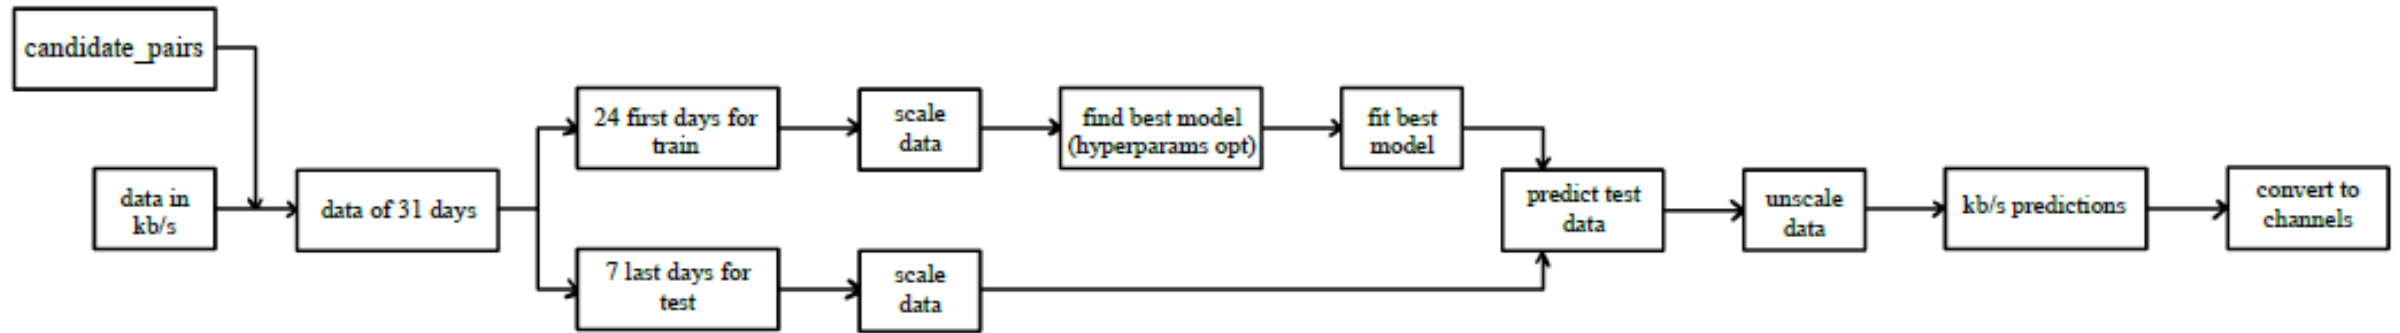 candidate_pairs
data in
kb/s
data of 31 days
24 first days for
train
scale
data
find best model
(hyperparams opt)
fit best
model
7 last days for
test
scale
data
predict test
data
unscale
data
kb/s predictions
convert to
channels